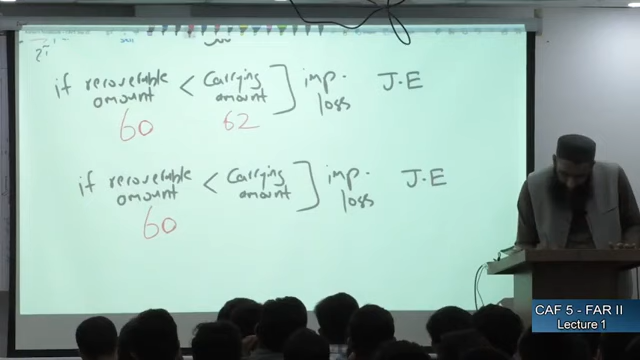 if recoverable < Carrying ] imp. J.E
amount amount loss
60 62
if recoverable < Carrying ] imp. J.E
amount amount loss
60
CAF 5 - FAR II
Lecture 1